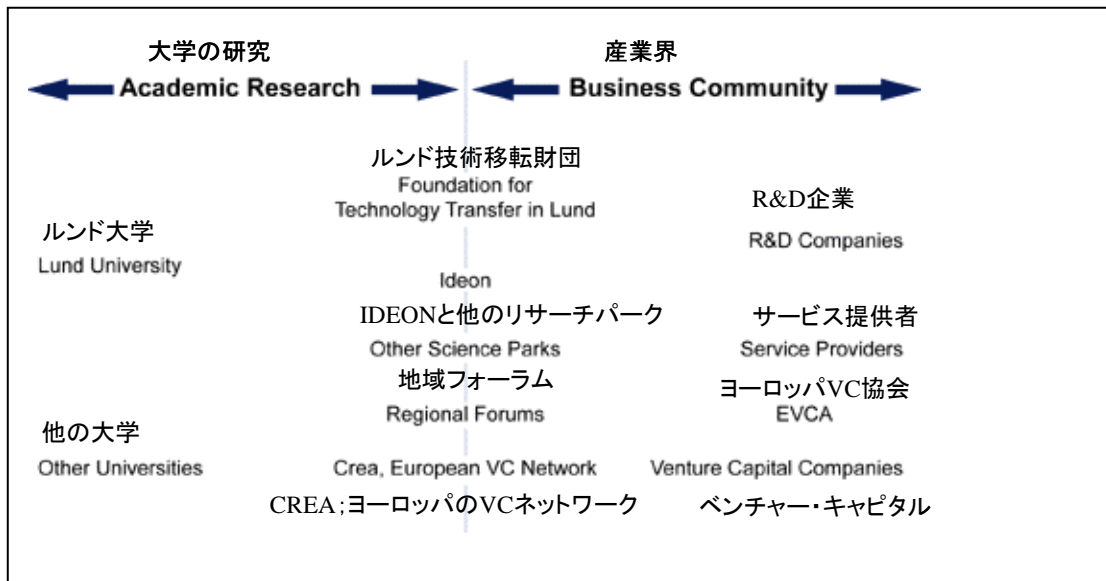 大学の研究
産業界
Academic Research
Business Community
ルンド技術移転財団
Foundation for
Technology Transfer in Lund
R&D企業
R&D Companies
ルンド大学
Lund University
Ideon
IDEONと他のリサーチパーク
サービス提供者
Other Science Parks
Service Providers
地域フォーラム
ヨーロッパVC協会
Regional Forums
EVCA
他の大学
Other Universities
Crea, European VC Network
Venture Capital Companies
CREA;ヨーロッパのVCネットワーク
ベンチャー・キャピタル